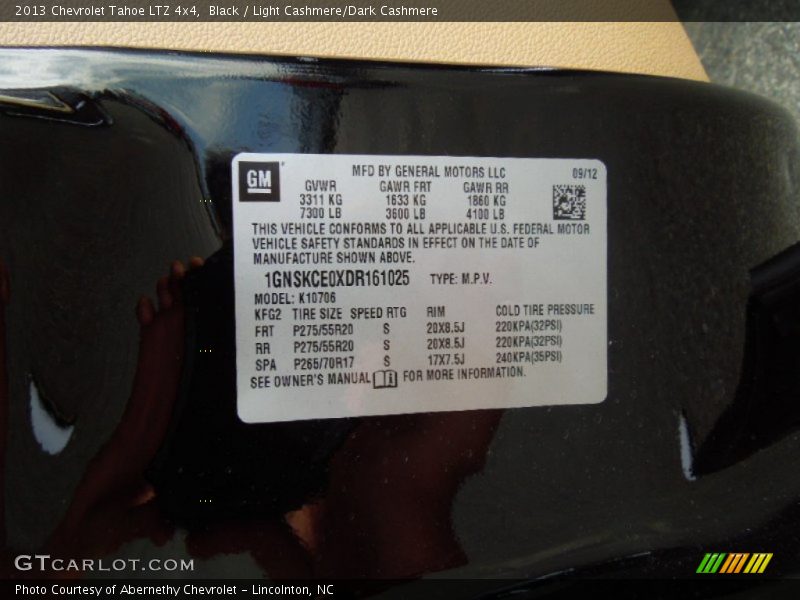 2013 Chevrolet Tahoe LTZ 4x4, Black / Light Cashmere/Dark Cashmere
GM
MFD BY GENERAL MOTORS LLC 09/12
GVWR GAWR FRT GAWR RR
3311 KG 1633 KG 1860 KG
7300 LB 3600 LB 4100 LB
THIS VEHICLE CONFORMS TO ALL APPLICABLE U.S. FEDERAL MOTOR
VEHICLE SAFETY STANDARDS IN EFFECT ON THE DATE OF
MANUFACTURE SHOWN ABOVE.
1GNSKCE0XDR161025 TYPE: M.P.V.
MODEL: K10706
KFG2 TIRE SIZE SPEED RTG RIM COLD TIRE PRESSURE
FRT P275/55R20 S 20X8.5J 220KPA(32PSI)
RR P275/55R20 S 20X8.5J 220KPA(32PSI)
SPA P265/70R17 S 17X7.5J 240KPA(35PSI)
SEE OWNER'S MANUAL FOR MORE INFORMATION.
GTCARLOT.COM
Photo Courtesy of Abernethy Chevrolet - Lincolnton, NC